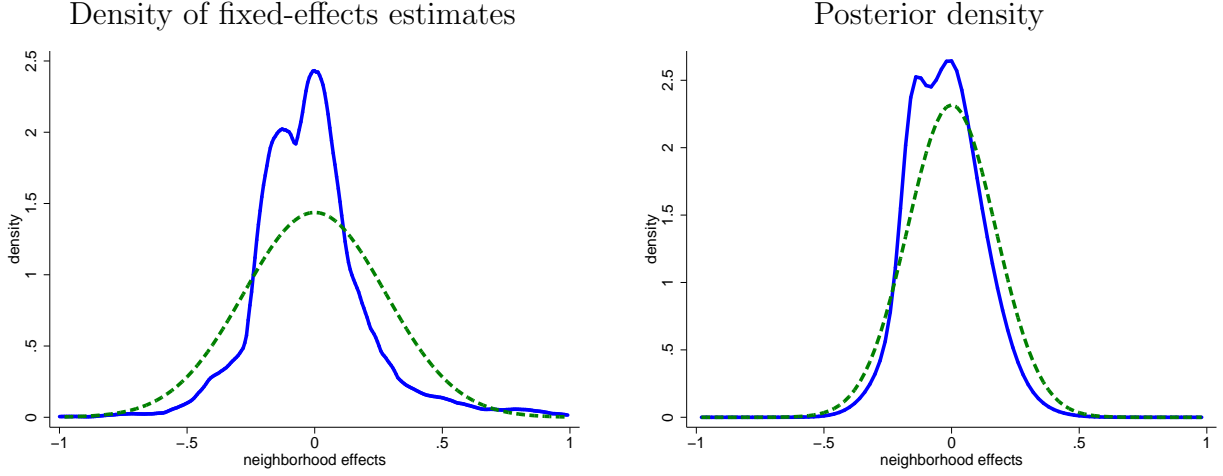 Density of fixed-effects estimates
density
2.5
2
1.5
1
.5
0
−1 −.5 0 .5 1
neighborhood effects
Posterior density
density
2.5
2
1.5
1
.5
0
−1 −.5 0 .5 1
neighborhood effects